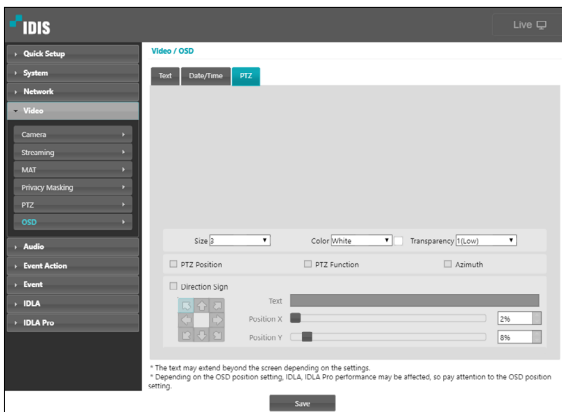 IDIS
Live
Quick Setup
System
Network
Video
Camera
Streaming
MAT
Privacy Masking
PTZ
OSD
Audio
Event Action
Event
IDLA
IDLA Pro
Video / OSD
Text Date/Time PTZ
Size 3 Color White Transparency 1(Low)
PTZ Position PTZ Function Azimuth
Direction Sign
Text
Position X 2%
Position Y 8%
* The text may extend beyond the screen depending on the settings.
* Depending on the OSD position setting, IDLA, IDLA Pro performance may be affected, so pay attention to the OSD position
setting.
Save